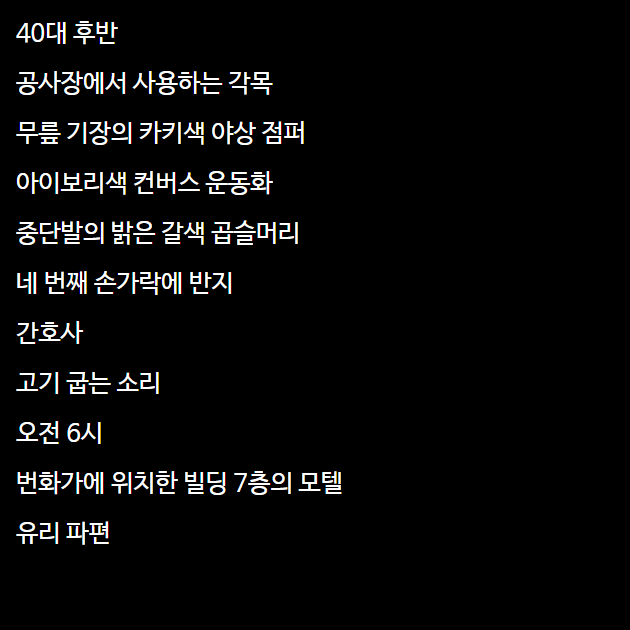 40대 후반
공사장에서 사용하는 각목
무릎 기장의 카키색 야상 점퍼
아이보리색 컨버스 운동화
중단발의 밝은 갈색 곱슬머리
네 번째 손가락에 반지
간호사
고기 굽는 소리
오전 6시
번화가에 위치한 빌딩 7층의 모텔
유리 파편